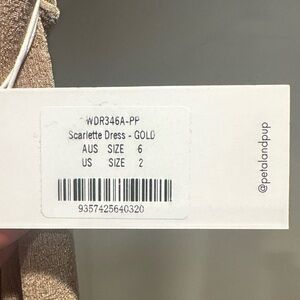 WDR346A-PP
Scarlette Dress - GOLD
AUS SIZE 6
US SIZE 2
9357425640320
@petalandpup